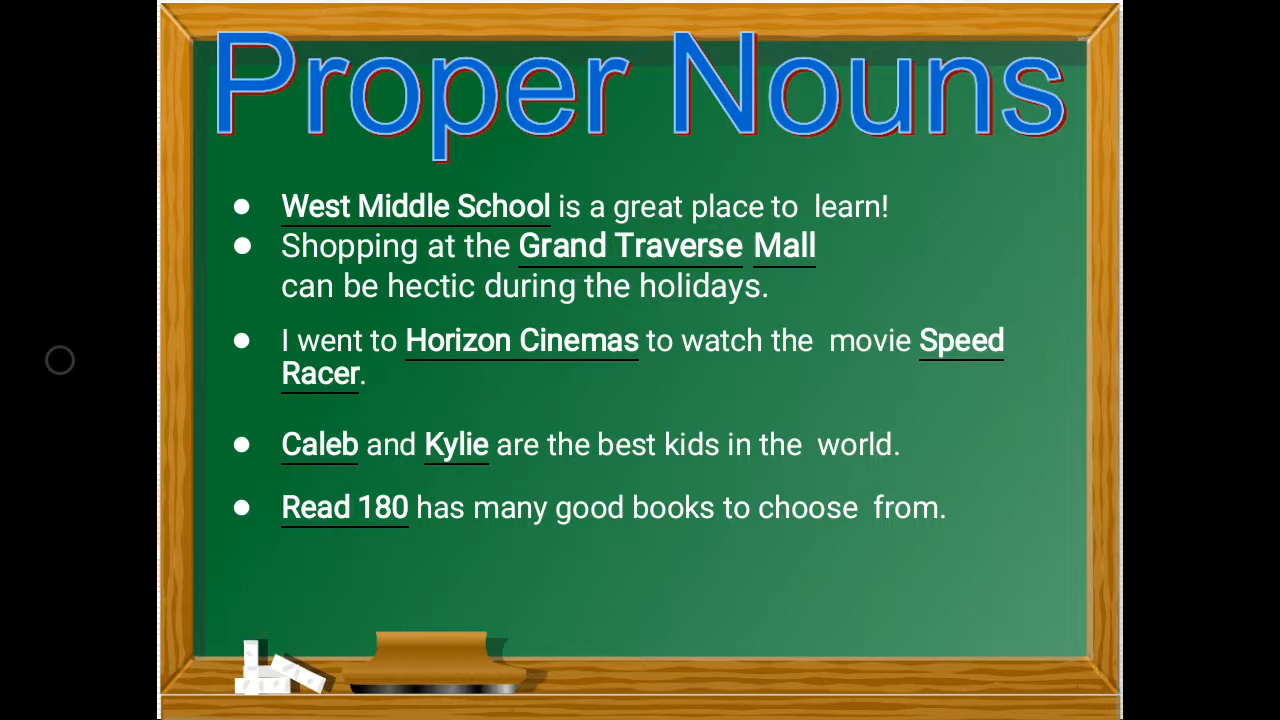 Proper Nouns
● West Middle School is a great place to learn!
● Shopping at the Grand Traverse Mall
can be hectic during the holidays.
● I went to Horizon Cinemas to watch the movie Speed
Racer.
● Caleb and Kylie are the best kids in the world.
● Read 180 has many good books to choose from.